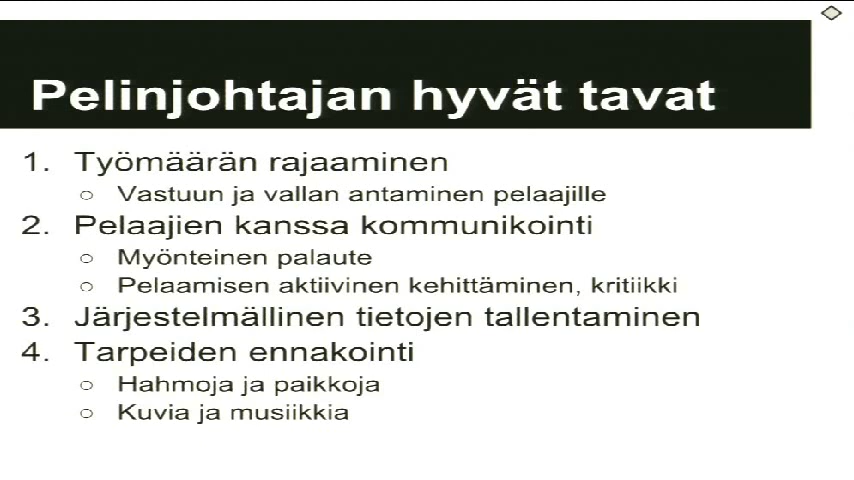 Pelinjohtajan hyvät tavat
1. Työmäärän rajaaminen
○ Vastuun ja vallan antaminen pelaajille
2. Pelaajien kanssa kommunikointi
○ Myönteinen palaute
○ Pelaamisen aktiivinen kehittäminen, kritiikki
3. Järjestelmällinen tietojen tallentaminen
4. Tarpeiden ennakointi
○ Hahmoja ja paikkoja
○ Kuvia ja musiikkia